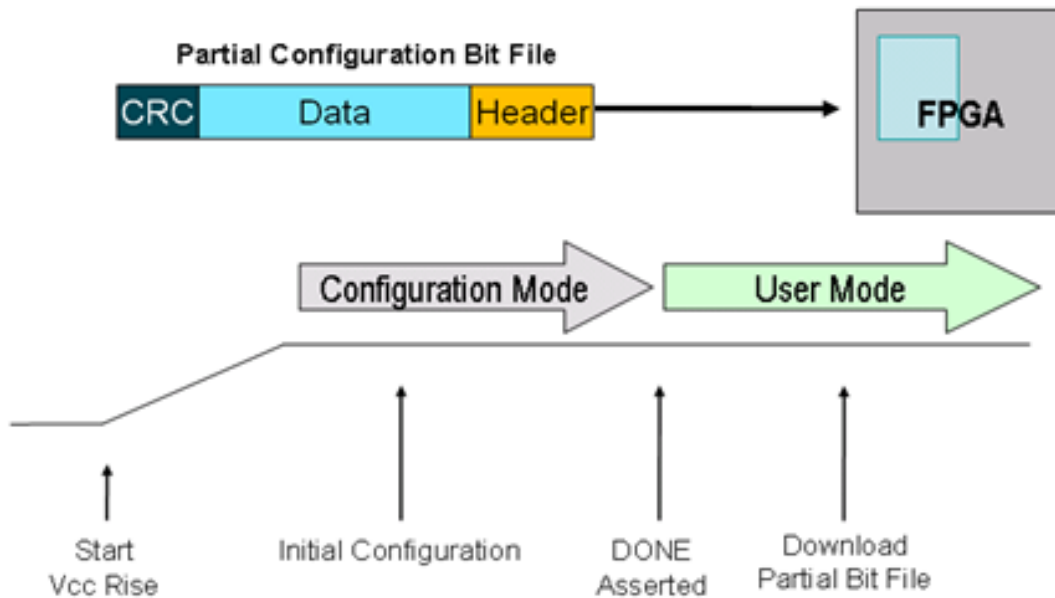 Partial Configuration Bit File
CRC Data Header
FPGA
Configuration Mode
User Mode
Start
Vcc Rise
Initial Configuration
DONE
Asserted
Download
Partial Bit File